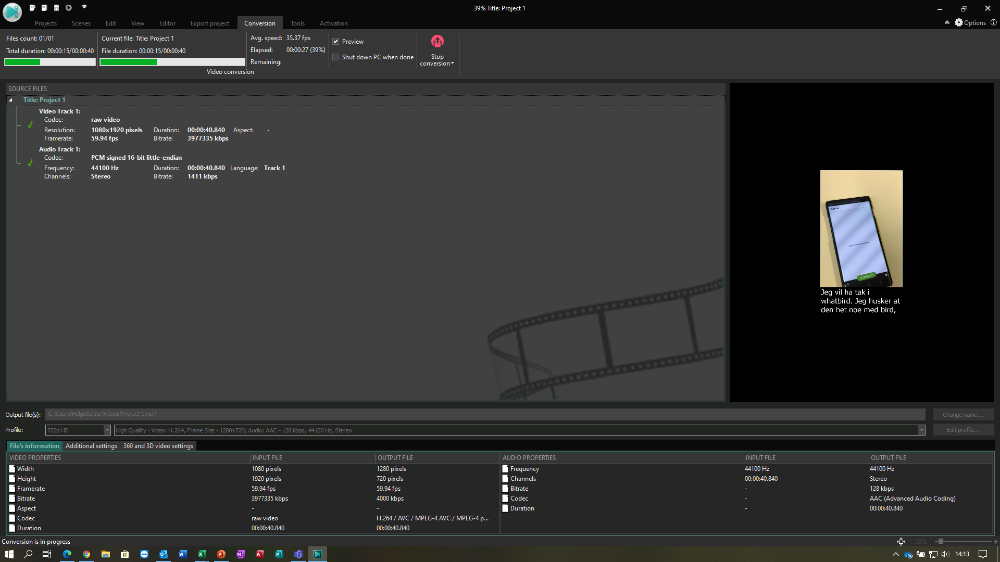 39% Title: Project 1
Projects Scenes Edit View Editor Export project Conversion Tools Activation
Options
Files count: 01/01
Total duration: 00:00:15/00:00:40
Current file: Title: Project 1
File duration: 00:00:15/00:00:40
Avg. speed: 35.37 fps
Elapsed: 00:00:27 (39%)
Remaining:
Preview
Shut down PC when done
Stop
conversion
Video conversion
SOURCE FILES
Title: Project 1
Video Track 1:
Codec: raw video
Resolution: 1080x1920 pixels Duration: 00:00:40.840 Aspect: -
Framerate: 59.94 fps Bitrate: 3977335 kbps
Audio Track 1:
Codec: PCM signed 16-bit little-endian
Frequency: 44100 Hz Duration: 00:00:40.840 Language: Track 1
Channels: Stereo Bitrate: 1411 kbps
Jeg vil ha tak i
whatbird. Jeg husker at
den het noe med bird,
Output file(s): C:\Users\HelgeSelsto\Videos\Project 1.mp4 Change name...
Profile: 720p HD High Quality - Video: H.264, Frame Size - 1280x720; Audio: AAC - 128 kbps, 44100 Hz, Stereo Edit profile...
File's information Additional settings 360 and 3D video settings
VIDEO PROPERTIES INPUT FILE OUTPUT FILE
Width 1080 pixels 1280 pixels
Height 1920 pixels 720 pixels
Framerate 59.94 fps 59.94 fps
Bitrate 3977335 kbps 4000 kbps
Aspect - -
Codec raw video H.264 / AVC / MPEG-4 AVC / MPEG-4 p...
Duration 00:00:40.840 00:00:40.840
AUDIO PROPERTIES INPUT FILE OUTPUT FILE
Frequency 44100 Hz 44100 Hz
Channels 00:00:40.840 Stereo
Bitrate - 128 kbps
Codec - AAC (Advanced Audio Coding)
Duration - 00:00:40.840
Conversion is in progress
28%
14:13